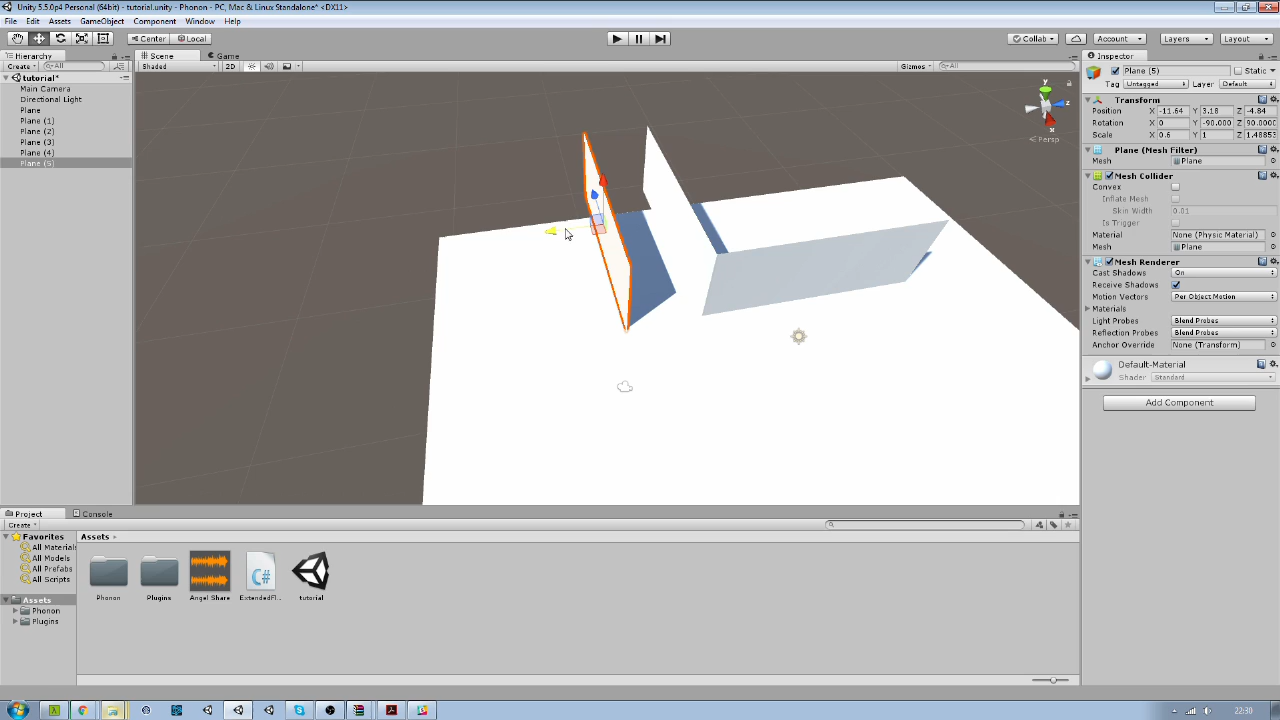 Unity 5.5.0p4 Personal (64bit) - tutorial.unity - Phonon - PC, Mac & Linux Standalone* <DX11>
File Edit Assets GameObject Component Window Help
Center Local Collab Account Layers Layout
Hierarchy
Create All
tutorial*
Main Camera
Directional Light
Plane
Plane (1)
Plane (2)
Plane (3)
Plane (4)
Plane (5)
Scene Game
Shaded 2D Gizmos All
y
z
x
< Persp
Inspector
Plane (5) Static
Tag Untagged Layer Default
Transform
Position X -11.64 Y 3.18 Z -4.84
Rotation X 0 Y -90.000 Z 90.0000
Scale X 0.6 Y 1 Z 1.48853
Plane (Mesh Filter)
Mesh Plane
Mesh Collider
Convex
Inflate Mesh
Skin Width 0.01
Is Trigger
Material None (Physic Material)
Mesh Plane
Mesh Renderer
Cast Shadows On
Receive Shadows
Motion Vectors Per Object Motion
Materials
Light Probes Blend Probes
Reflection Probes Blend Probes
Anchor Override None (Transform)
Default-Material
Shader Standard
Add Component
Project Console
Create
Favorites
All Materials
All Models
All Prefabs
All Scripts
Assets
Phonon
Plugins
Assets
Phonon Plugins Angel Share ExtendedFl... tutorial
22:30